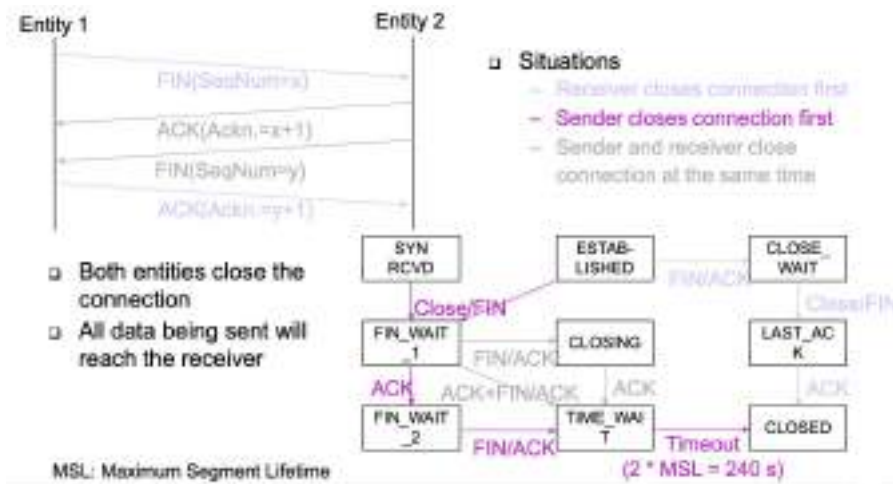 Entity 1
Entity 2
FIN(SeqNum=x)
ACK(Ackn.=x+1)
FIN(SeqNum=y)
ACK(Ackn.=y+1)
Situations
– Receiver closes connection first
– Sender closes connection first
– Sender and receiver close
connection at the same time
Both entities close the
connection
All data being sent will
reach the receiver
SYN
RCVD
ESTAB-
LISHED
CLOSE_
WAIT
FIN/ACK
Close/FIN
Close/FIN
FIN_WAIT
_1
CLOSING
LAST_AC
K
FIN/ACK
ACK
ACK+FIN/ACK
ACK
ACK
FIN_WAIT
_2
TIME_WAI
T
CLOSED
FIN/ACK
Timeout
(2 * MSL = 240 s)
MSL: Maximum Segment Lifetime